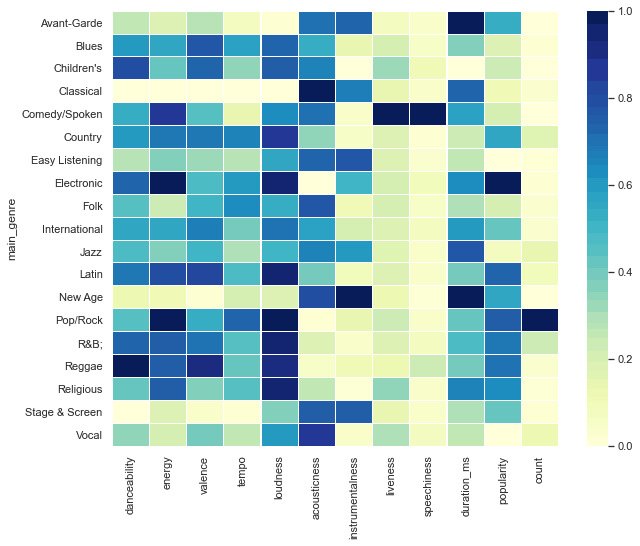 main_genre
Avant-Garde
Blues
Children's
Classical
Comedy/Spoken
Country
Easy Listening
Electronic
Folk
International
Jazz
Latin
New Age
Pop/Rock
R&B;
Reggae
Religious
Stage & Screen
Vocal
danceability
energy
valence
tempo
loudness
acousticness
instrumentalness
liveness
speechiness
duration_ms
popularity
count
1.0
0.8
0.6
0.4
0.2
0.0